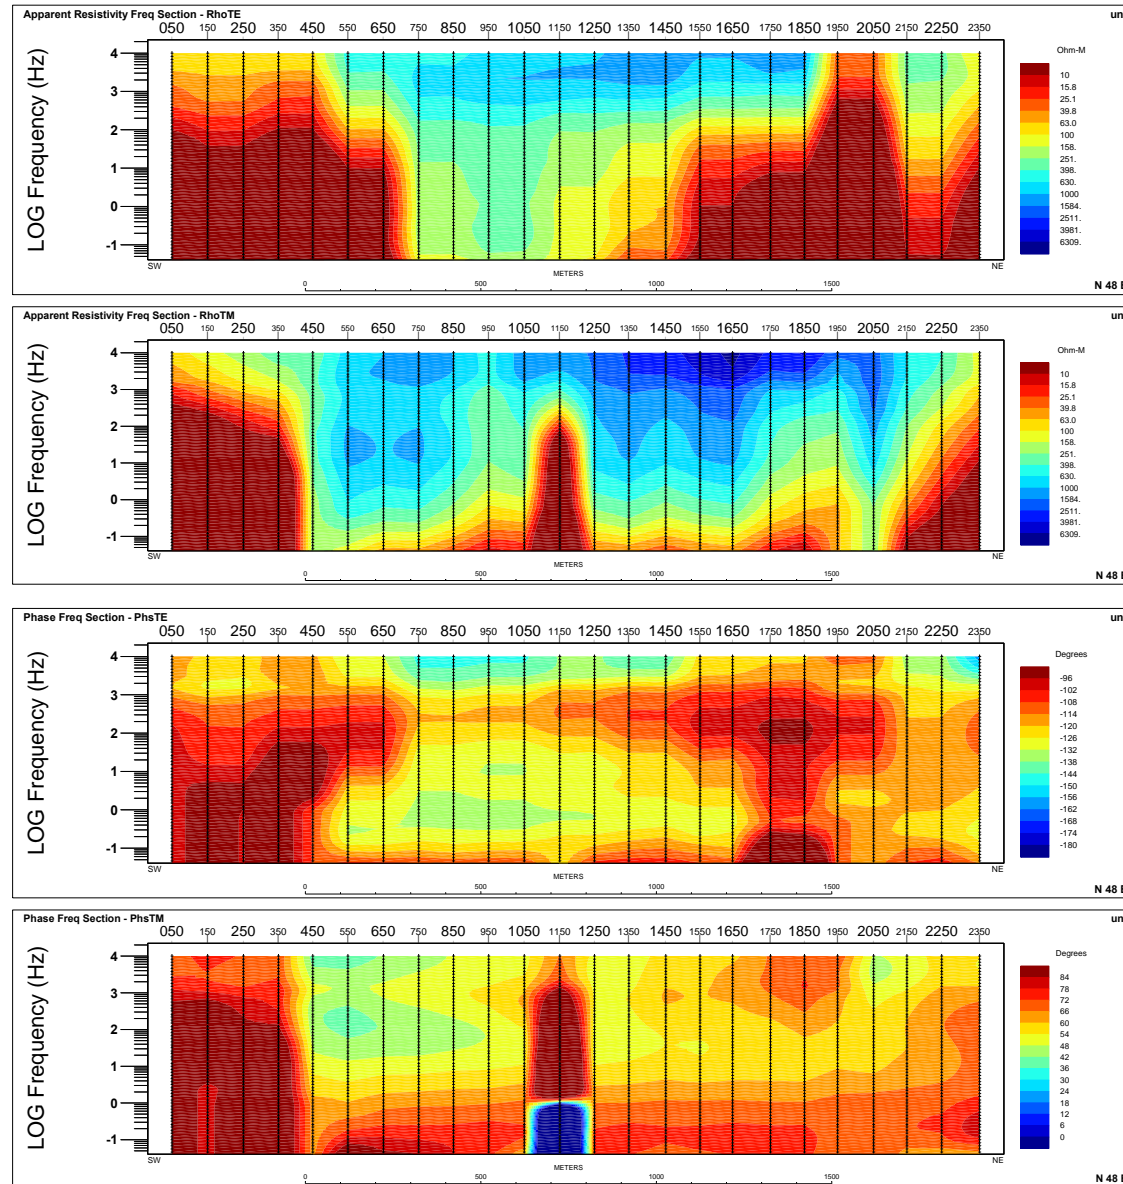 Apparent Resistivity Freq Section - RhoTE
un
050 150 250 350 450 550 650 750 850 950 1050 1150 1250 1350 1450 1550 1650 1750 1850 1950 2050 2150 2250 2350
LOG Frequency (Hz)
4
3
2
1
0
-1
SW
NE
METERS
0 500 1000 1500
N 48 E
Ohm-M
10
15.8
25.1
39.8
63.0
100
158.
251.
398.
630.
1000
1584.
2511.
3981.
6309.
Apparent Resistivity Freq Section - RhoTM
un
050 150 250 350 450 550 650 750 850 950 1050 1150 1250 1350 1450 1550 1650 1750 1850 1950 2050 2150 2250 2350
LOG Frequency (Hz)
4
3
2
1
0
-1
SW
NE
METERS
0 500 1000 1500
N 48 E
Ohm-M
10
15.8
25.1
39.8
63.0
100
158.
251.
398.
630.
1000
1584.
2511.
3981.
6309.
Phase Freq Section - PhsTE
un
050 150 250 350 450 550 650 750 850 950 1050 1150 1250 1350 1450 1550 1650 1750 1850 1950 2050 2150 2250 2350
LOG Frequency (Hz)
4
3
2
1
0
-1
SW
NE
METERS
0 500 1000 1500
N 48 E
Degrees
-96
-102
-108
-114
-120
-126
-132
-138
-144
-150
-156
-162
-168
-174
-180
Phase Freq Section - PhsTM
un
050 150 250 350 450 550 650 750 850 950 1050 1150 1250 1350 1450 1550 1650 1750 1850 1950 2050 2150 2250 2350
LOG Frequency (Hz)
4
3
2
1
0
-1
SW
NE
METERS
0 500 1000 1500
N 48 E
Degrees
84
78
72
66
60
54
48
42
36
30
24
18
12
6
0